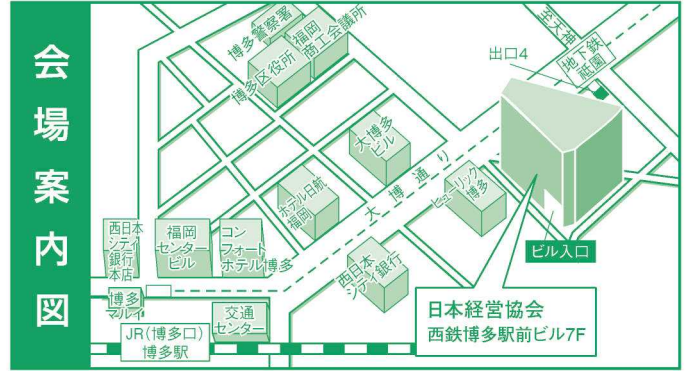 会場案内図
博多警察署
博多区役所
福岡
商工会議所
至天神
地下鉄
祇園
出口4
大博多
ビル
大博通り
ヒューリック
博多
ホテル日航
福岡
西日本
シティ
銀行
本店
福岡
センター
ビル
コン
フォート
ホテル博多
西日本
シティ銀行
ビル入口
博多
マルイ
交通
センター
JR(博多口)
博多駅
日本経営協会
西鉄博多駅前ビル7F